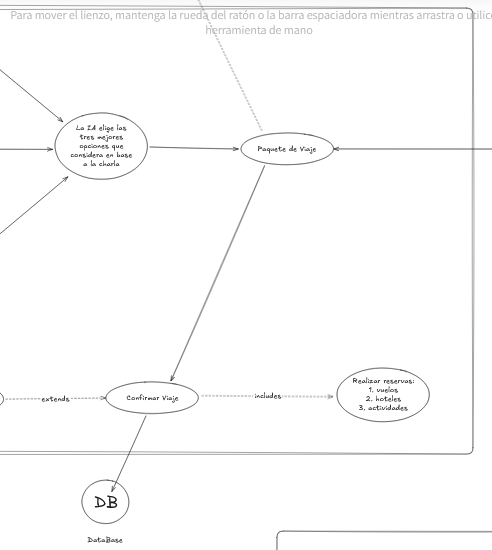 Para mover el lienzo, mantenga la rueda del ratón o la barra espaciadora mientras arrastra o utilice
herramienta de mano
La IA elige las
tres mejores
opciones que
considera en base
a la charla
Paquete de Viaje
extends
Confirmar Viaje
includes
Realizar reservas:
1. vuelos
2. hoteles
3. actividades
DB
DataBase